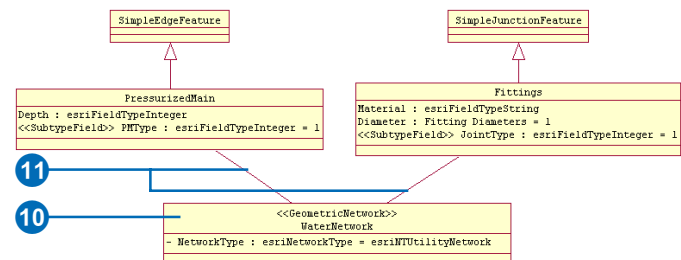 SimpleEdgeFeature
SimpleJunctionFeature
PressurizedMain
Depth : esriFieldTypeInteger
<<SubtypeField>> PMType : esriFieldTypeInteger = 1
Fittings
Material : esriFieldTypeString
Diameter : Fitting Diameters = 1
<<SubtypeField>> JointType : esriFieldTypeInteger = 1
11
10
<<GeometricNetwork>>
WaterNetwork
- NetworkType : esriNetworkType = esriNTUtilityNetwork